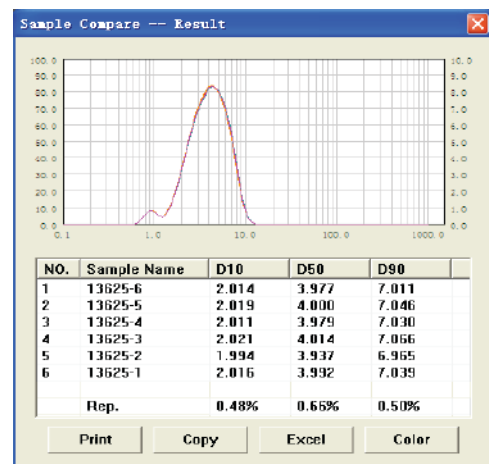 Sample Compare -- Result
100.0 10.0
90.0 9.0
80.0 8.0
70.0 7.0
60.0 6.0
50.0 5.0
40.0 4.0
30.0 3.0
20.0 2.0
10.0 1.0
0.0 0.0
0.1 1.0 10.0 100.0 1000.0
NO. Sample Name D10 D50 D90
1 13625-6 2.014 3.977 7.011
2 13625-5 2.019 4.000 7.046
3 13625-4 2.011 3.979 7.030
4 13625-3 2.021 4.014 7.066
5 13625-2 1.994 3.937 6.965
6 13625-1 2.016 3.992 7.039
Rep. 0.48% 0.66% 0.50%
Print Copy Excel Color